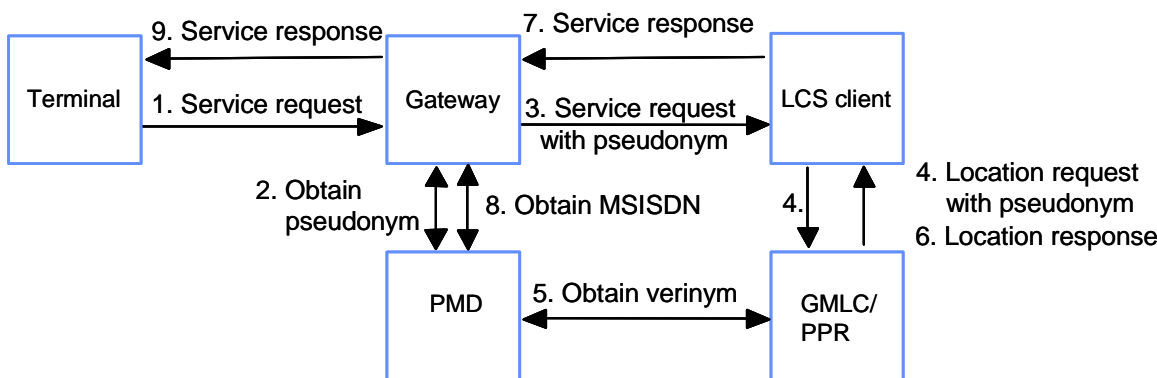 9. Service response
7. Service response
Terminal
1. Service request
Gateway
3. Service request
with pseudonym
LCS client
2. Obtain
pseudonym
8. Obtain MSISDN
4.
4. Location request
with pseudonym
6. Location response
PMD
5. Obtain verinym
GMLC/
PPR